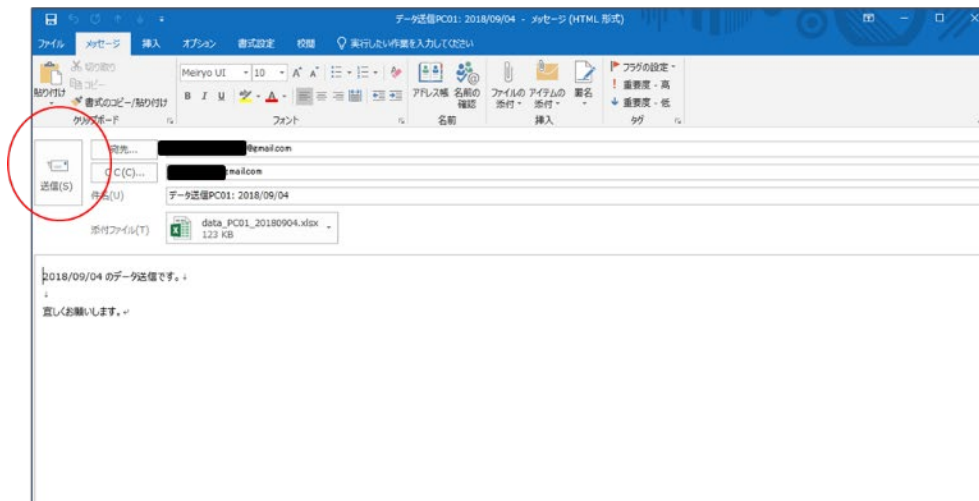 データ送信PC01: 2018/09/04 - メッセージ (HTML 形式)
ファイル メッセージ 挿入 オプション 書式設定 校閲 実行したい作業を入力してください
切り取り
コピー
貼り付け
書式のコピー/貼り付け
クリップボード
Meiryo UI 10
B I U
フォント
アドレス帳 名前の確認
名前
ファイルの添付 アイテムの添付 署名
挿入
フラグの設定
重要度 - 高
重要度 - 低
タグ
送信(S)
宛先... @gmail.com
C C (C)... gmail.com
件名(U) データ送信PC01: 2018/09/04
添付ファイル(T) data_PC01_20180904.xlsx
123 KB
2018/09/04 のデータ送信です。↓
↓
宜しくお願いします。↵